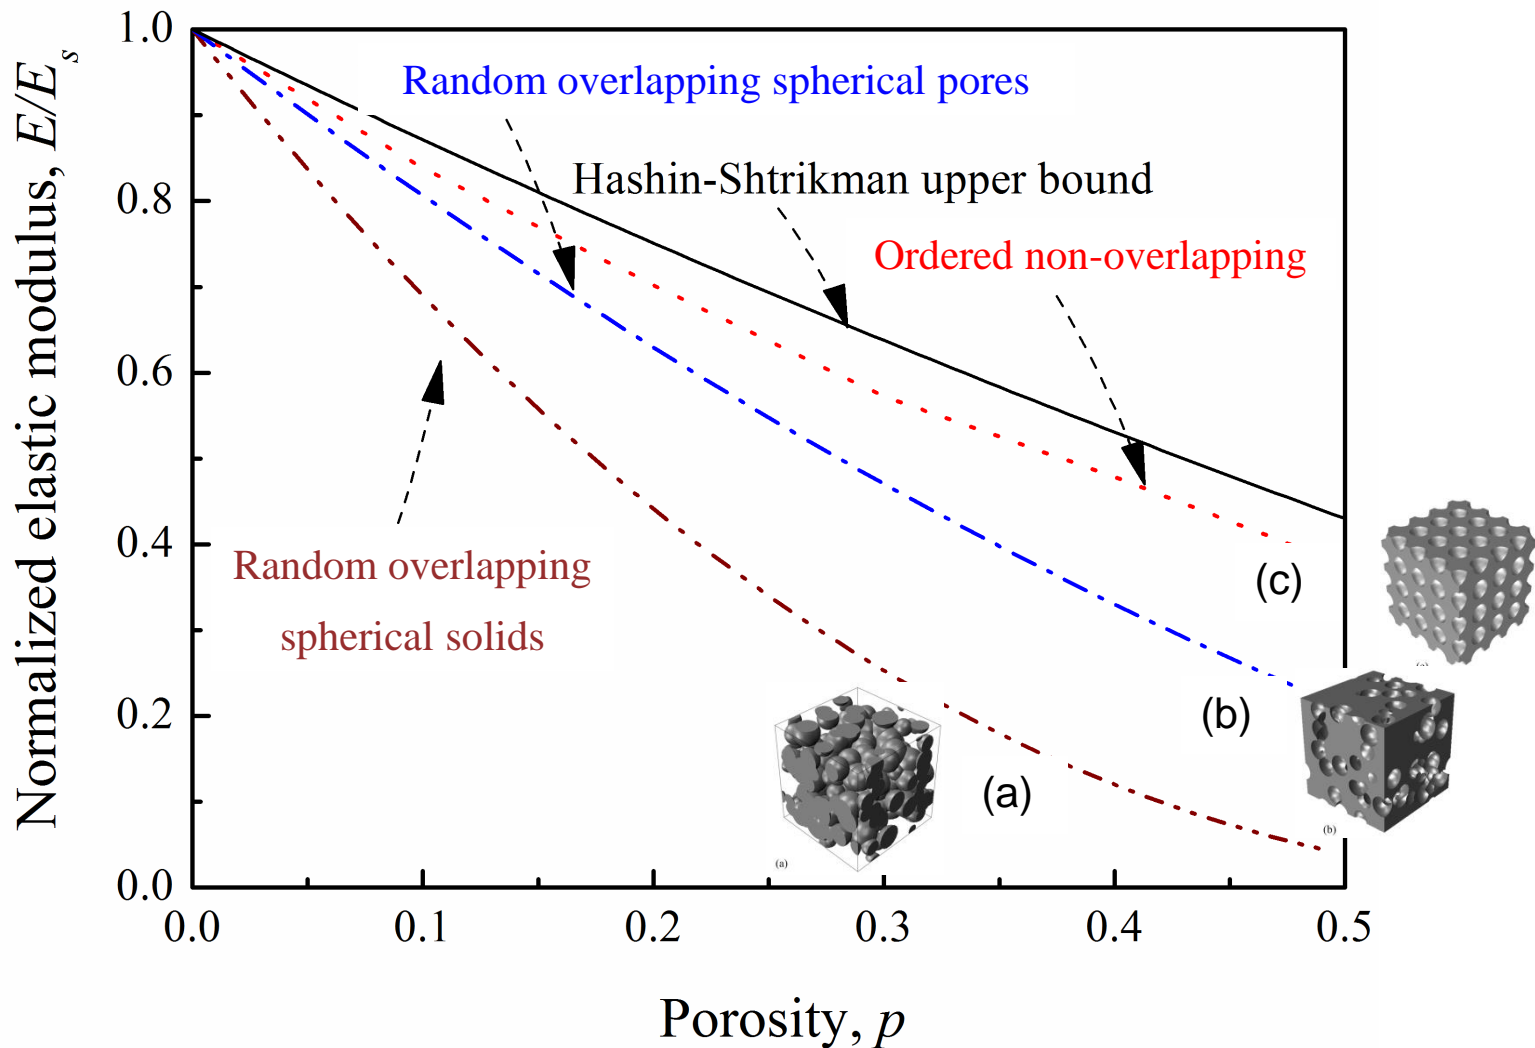 Normalized elastic modulus, E/Es
1.0
0.8
0.6
0.4
0.2
0.0
Random overlapping spherical pores
Hashin-Shtrikman upper bound
Ordered non-overlapping
Random overlapping
spherical solids
(c)
(b)
(b)
(a)
(a)
0.0
0.1
0.2
0.3
0.4
0.5
Porosity, p